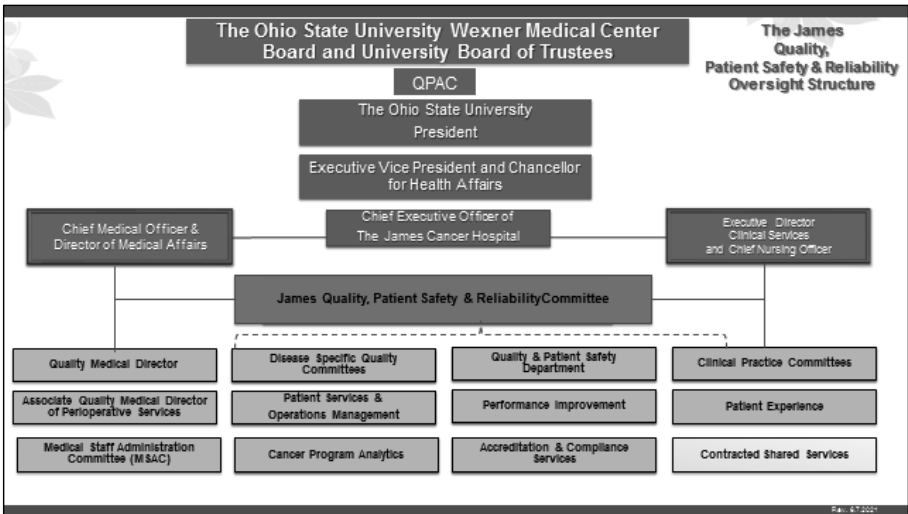 The Ohio State University Wexner Medical Center
Board and University Board of Trustees
The James
Quality,
Patient Safety & Reliability
Oversight Structure
QPAC
The Ohio State University
President
Executive Vice President and Chancellor
for Health Affairs
Chief Medical Officer &
Director of Medical Affairs
Chief Executive Officer of
The James Cancer Hospital
Executive Director
Clinical Services
and Chief Nursing Officer
James Quality, Patient Safety & ReliabilityCommittee
Quality Medical Director
Disease Specific Quality
Committees
Quality & Patient Safety
Department
Clinical Practice Committees
Associate Quality Medical Director
of Perioperative Services
Patient Services &
Operations Management
Performance Improvement
Patient Experience
Medical Staff Administration
Committee (MSAC)
Cancer Program Analytics
Accreditation & Compliance
Services
Contracted Shared Services
Rev. 6.7.2021